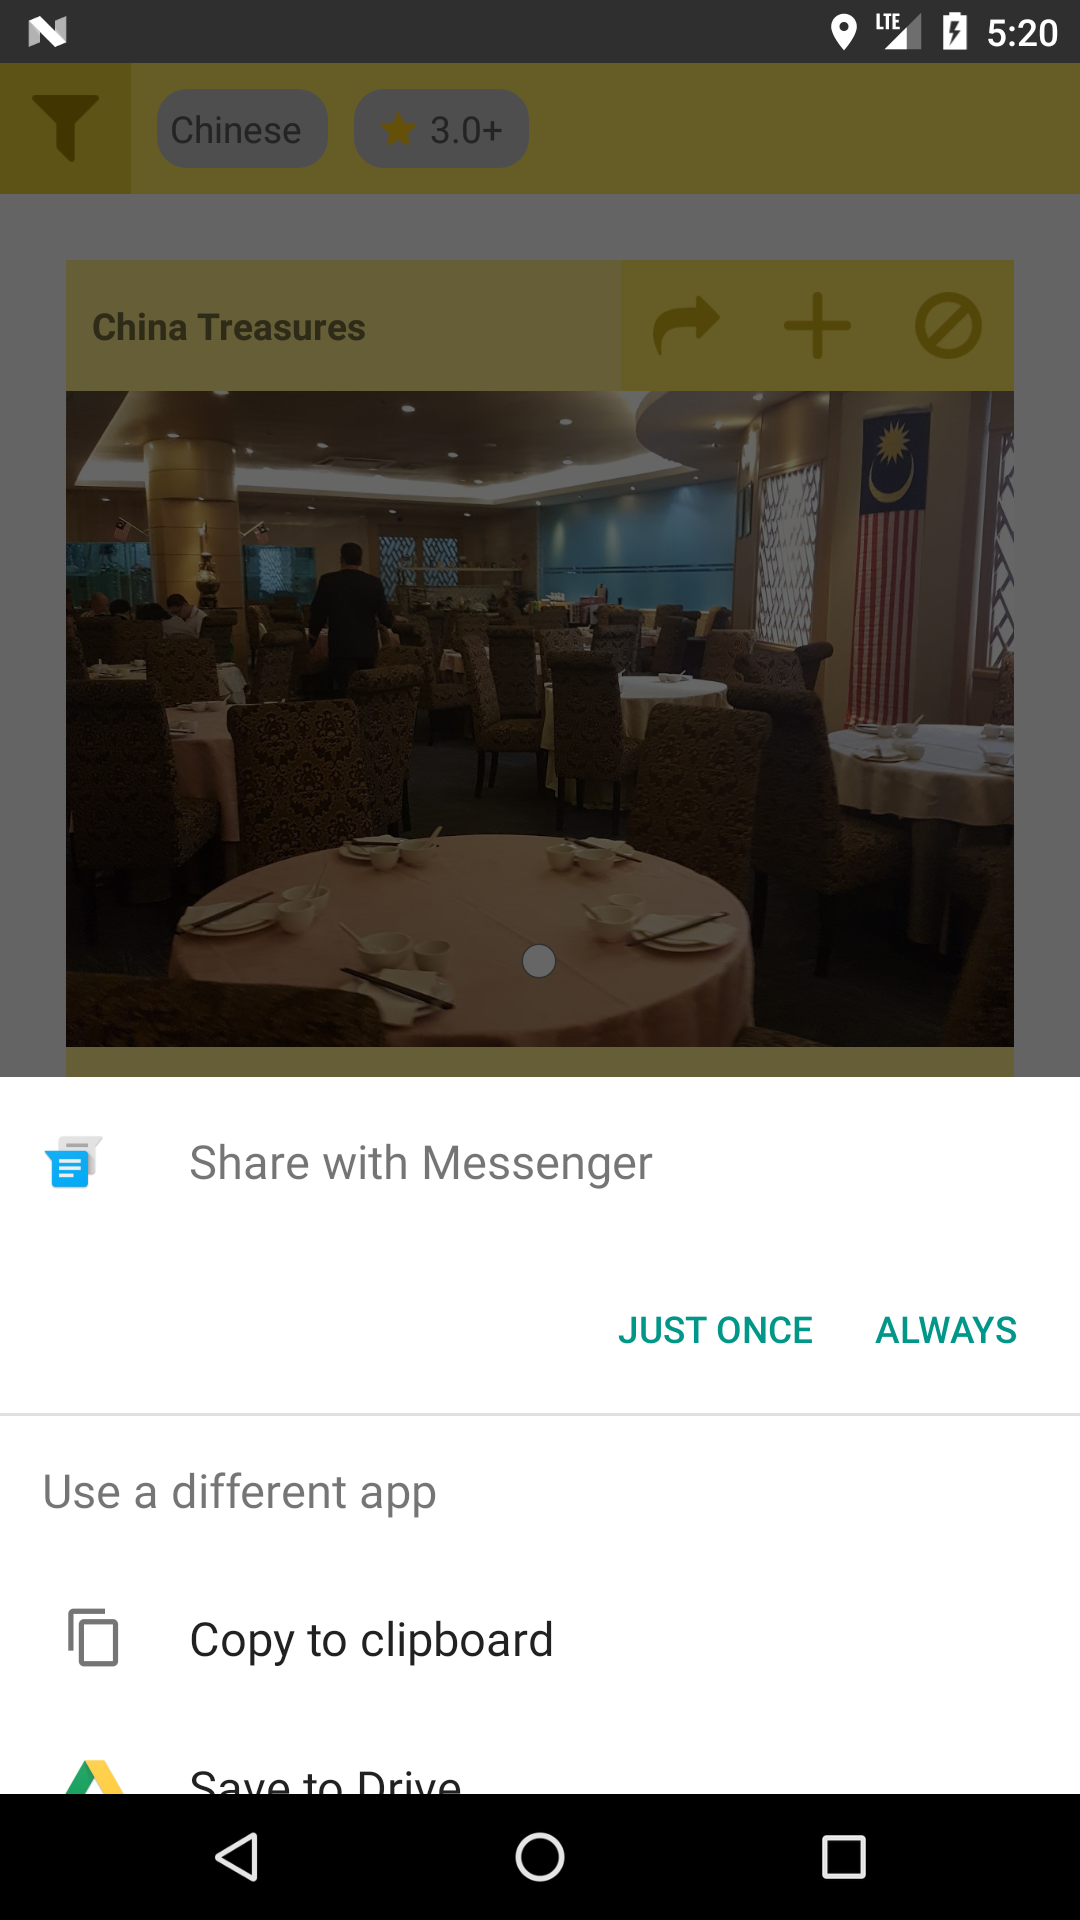 LTE 5:20
Chinese
3.0+
China Treasures
Share with Messenger
JUST ONCE
ALWAYS
Use a different app
Copy to clipboard
Save to Drive